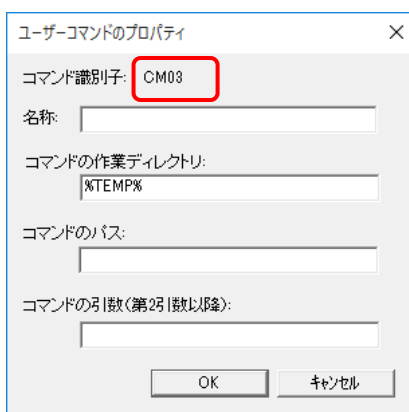 ユーザーコマンドのプロパティ
コマンド識別子: CM03
名称:
コマンドの作業ディレクトリ:
%TEMP%
コマンドのパス:
コマンドの引数(第2引数以降):
OK キャンセル